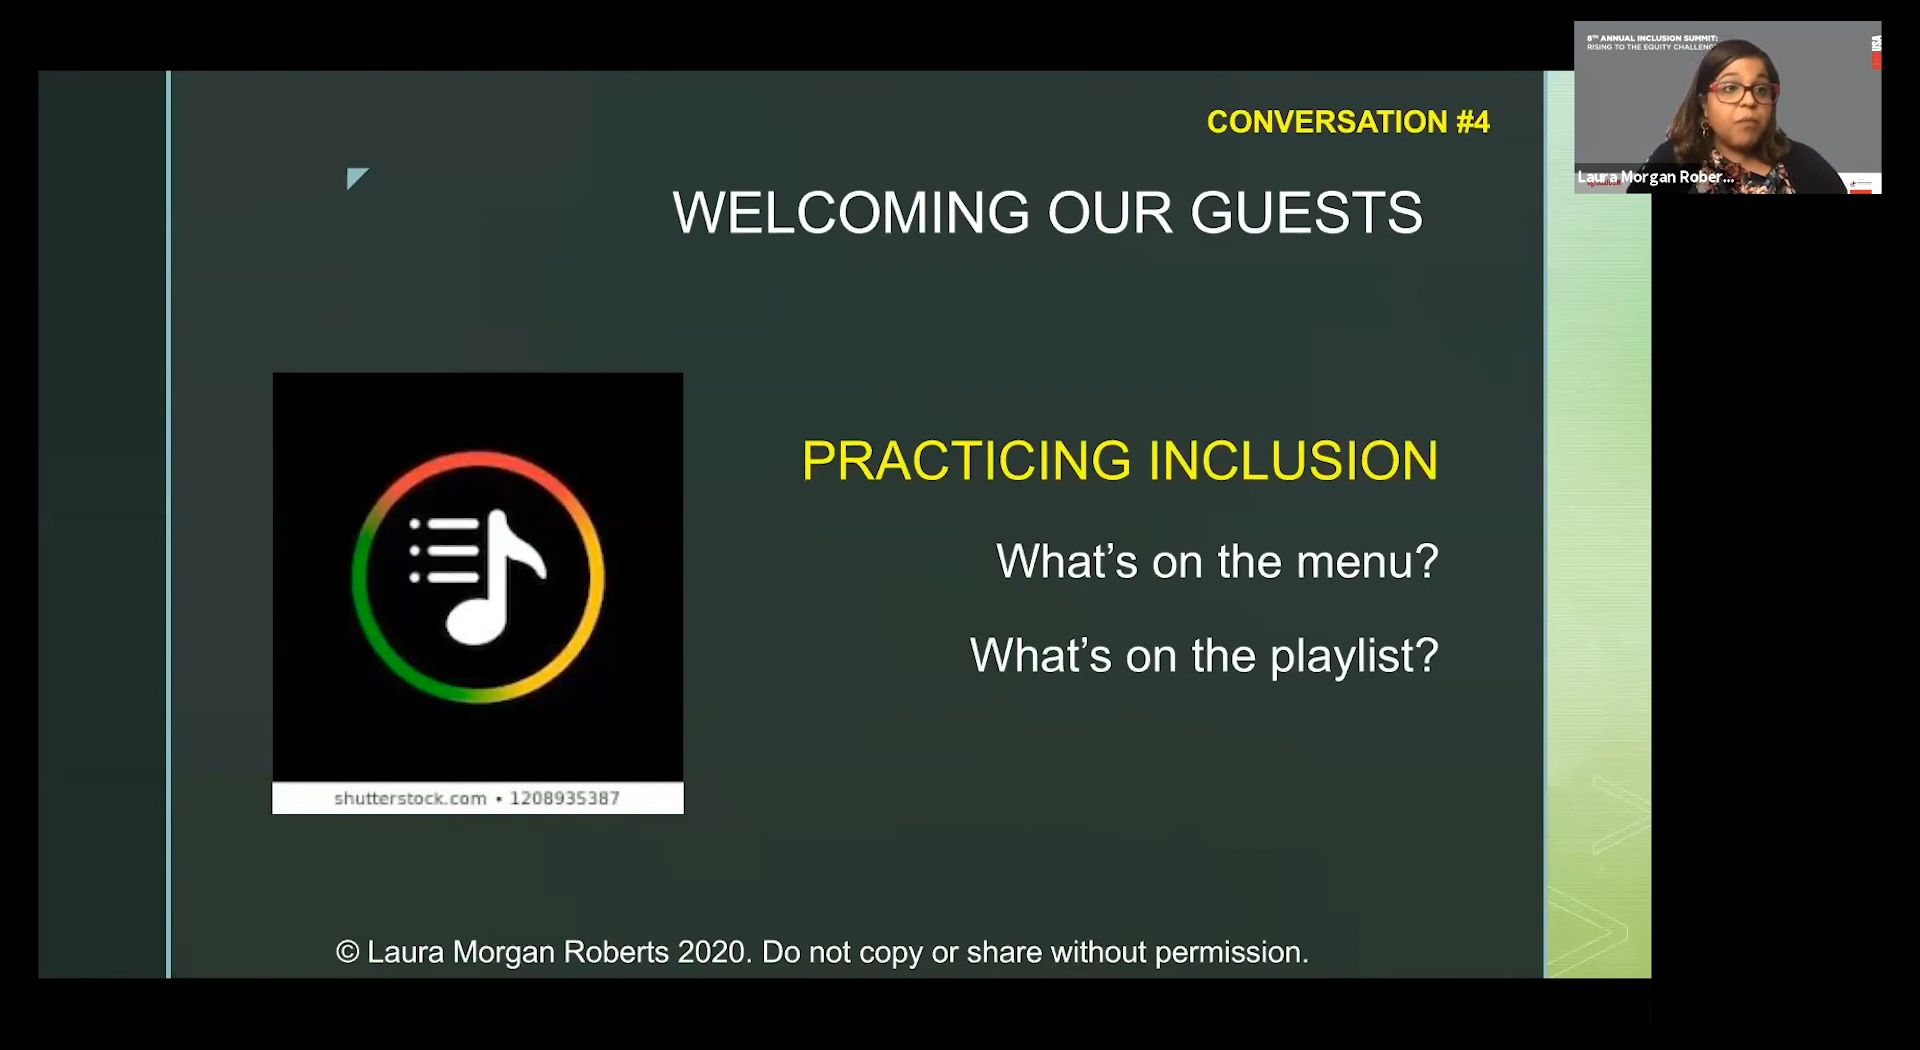 CONVERSATION #4
WELCOMING OUR GUESTS
PRACTICING INCLUSION
What’s on the menu?
What’s on the playlist?
shutterstock.com • 1208935387
© Laura Morgan Roberts 2020. Do not copy or share without permission.
8TH ANNUAL INCLUSION SUMMIT:
RISING TO THE EQUITY
USA
Laura Morgan Rober...